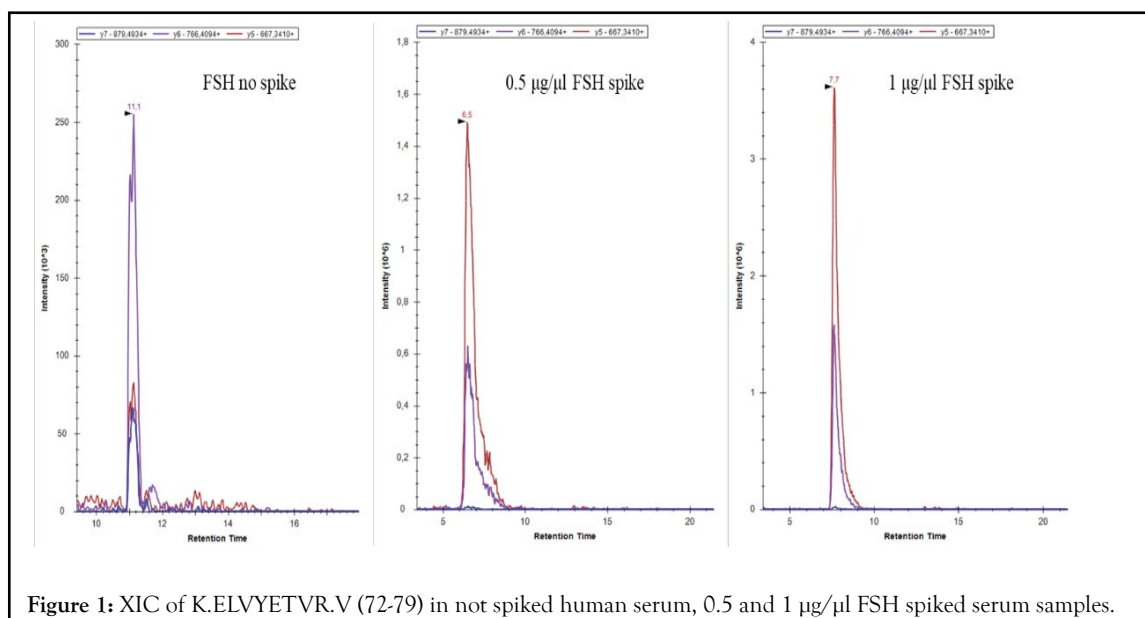 y7 - 879,4934+ y6 - 766,4094+ y5 - 667,3410+
FSH no spike
11,1
300
250
200
150
100
50
0
Intensity (10^3)
10 12 14 16
Retention Time
y7 - 879,4934+ y6 - 766,4094+ y5 - 667,3410+
0.5 µg/µl FSH spike
6,5
1,8
1,6
1,4
1,2
1
0,8
0,6
0,4
0,2
0
Intensity (10^6)
5 10 15 20
Retention Time
y7 - 879,4934+ y6 - 766,4094+ y5 - 667,3410+
1 µg/µl FSH spike
7,7
4
3
2
1
0
Intensity (10^6)
5 10 15 20
Retention Time
Figure 1: XIC of K.ELVYETVR.V (72-79) in not spiked human serum, 0.5 and 1 µg/µl FSH spiked serum samples.